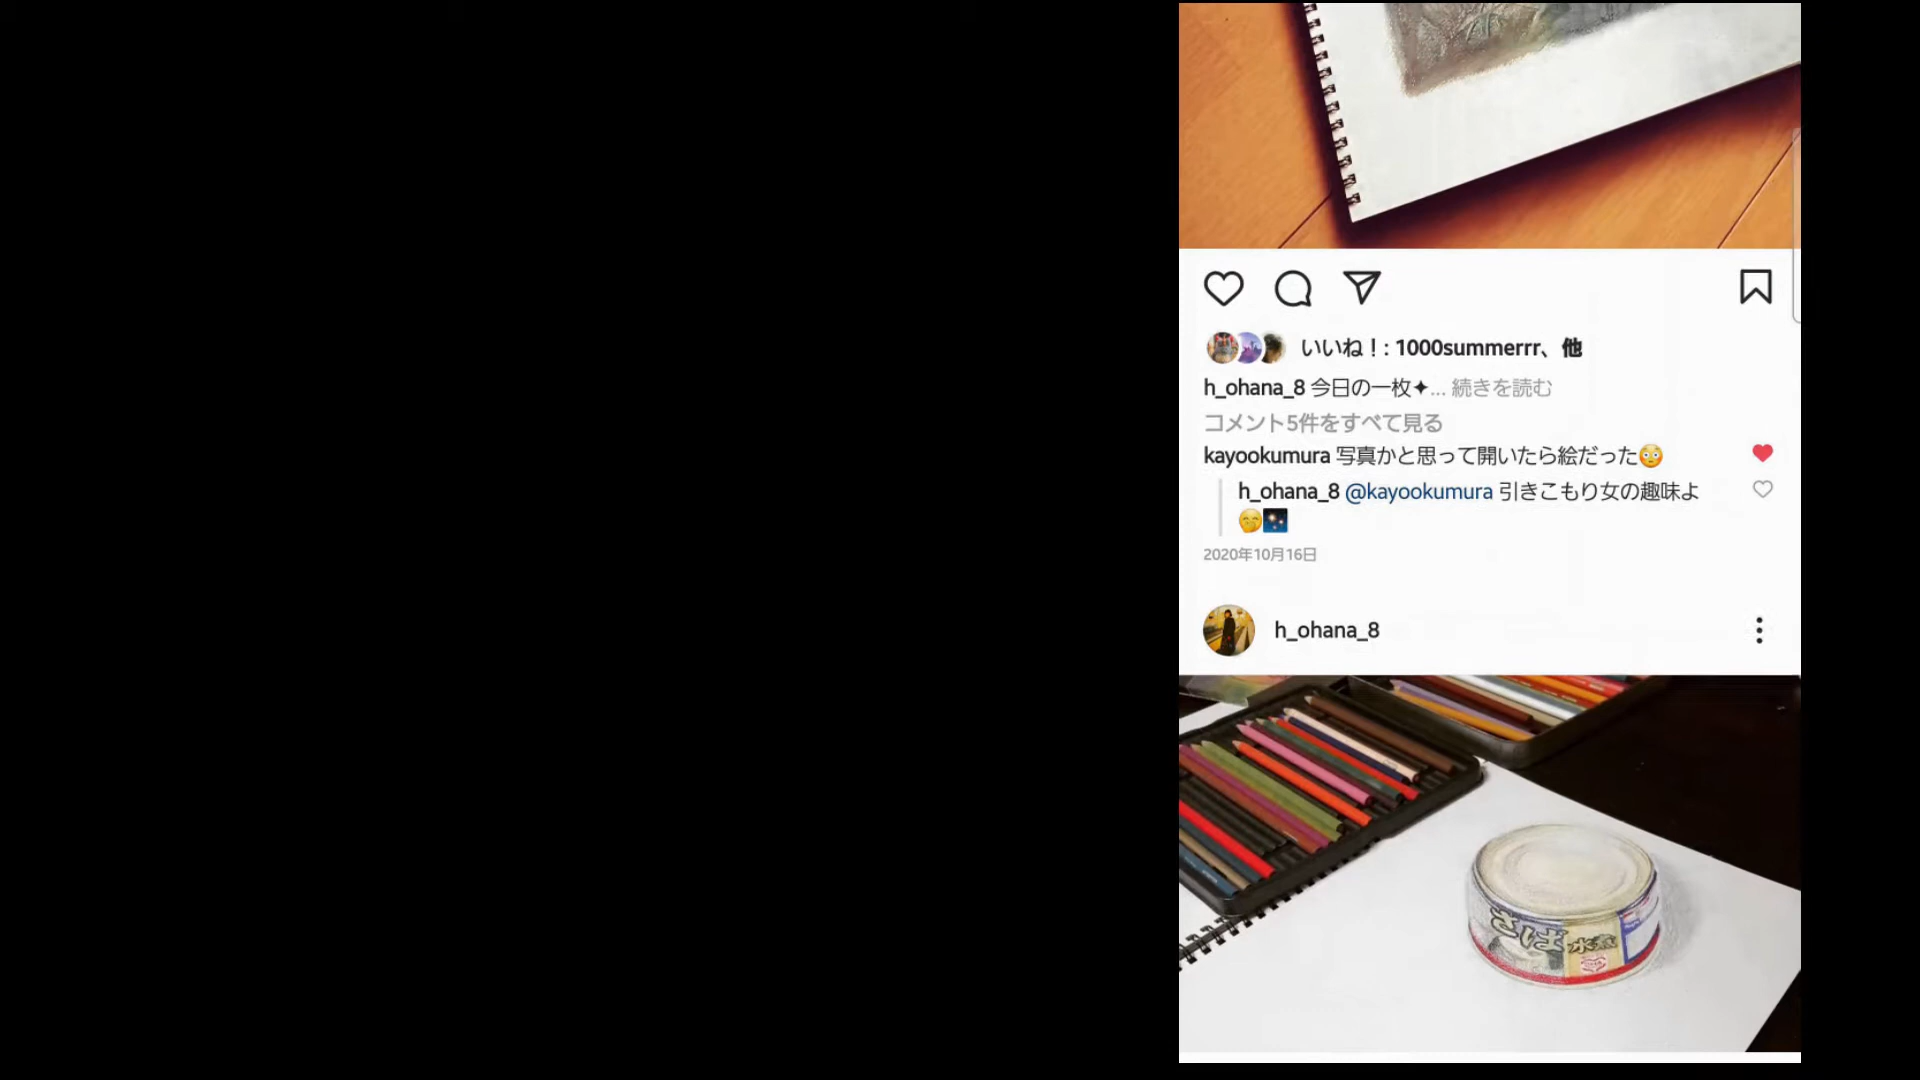 いいね！: 1000summerrr、他
h_ohana_8 今日の一枚✦... 続きを読む
コメント5件をすべて見る
kayookumura 写真かと思って開いたら絵だった😳
h_ohana_8 @kayookumura 引きこもり女の趣味よ
🤭🎇
2020年10月16日
h_ohana_8
さば水煮